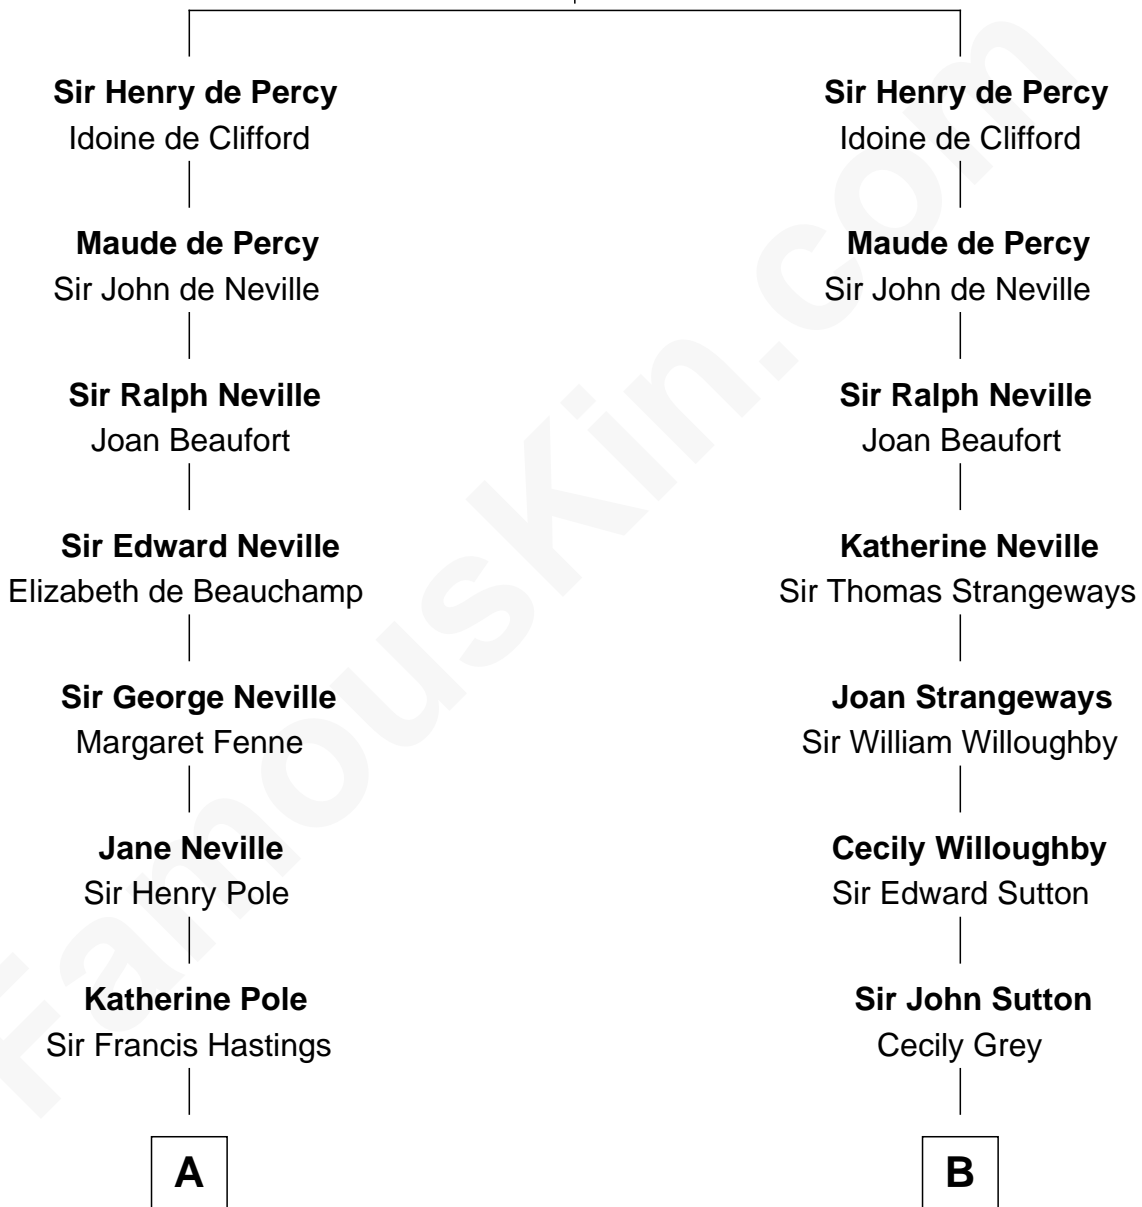 Sir Henry de Percy
Idoine de Clifford
Maude de Percy
Sir John de Neville
Sir Ralph Neville
Joan Beaufort
Sir Edward Neville
Elizabeth de Beauchamp
Sir George Neville
Margaret Fenne
Jane Neville
Sir Henry Pole
Katherine Pole
Sir Francis Hastings
A
Sir Henry de Percy
Idoine de Clifford
Maude de Percy
Sir John de Neville
Sir Ralph Neville
Joan Beaufort
Katherine Neville
Sir Thomas Strangeways
Joan Strangeways
Sir William Willoughby
Cecily Willoughby
Sir Edward Sutton
Sir John Sutton
Cecily Grey
B
FamousKin.com